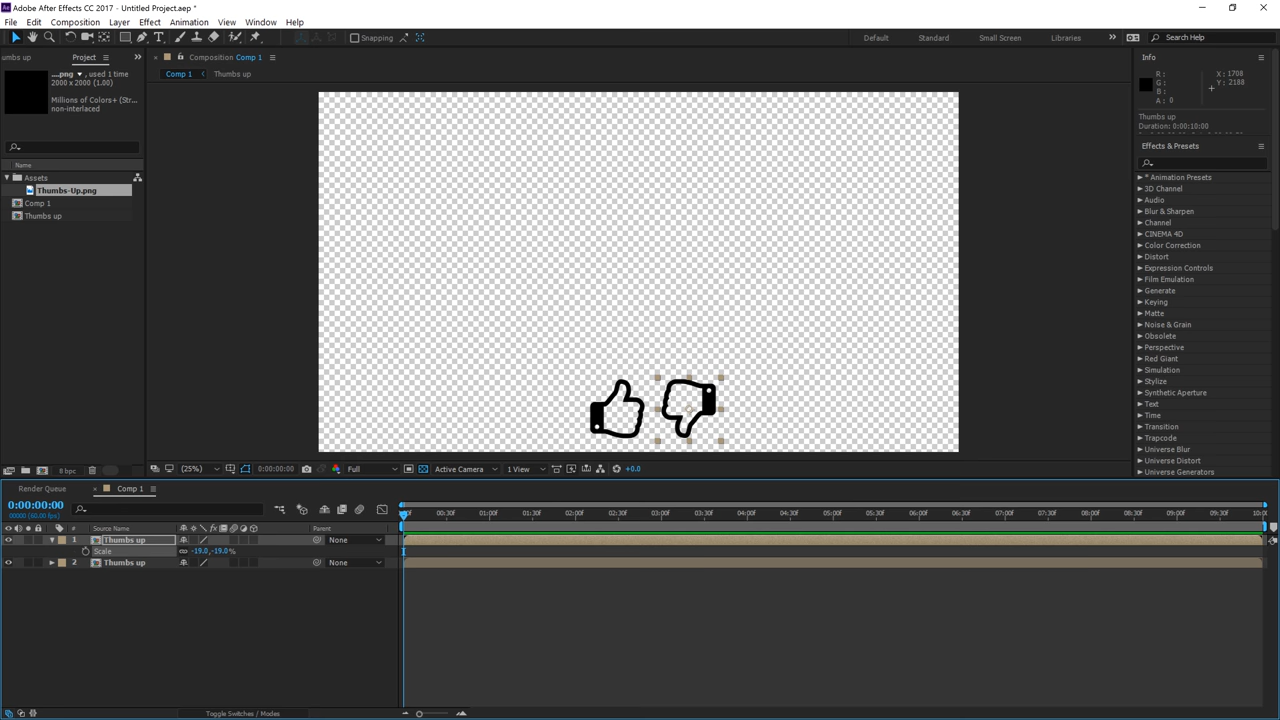 Adobe After Effects CC 2017 - Untitled Project.aep *
File Edit Composition Layer Effect Animation View Window Help
Snapping
Default Standard Small Screen Libraries Search Help
umbs up Project
Composition Comp 1
Info
....png , used 1 time
2000 x 2000 (1.00)
Millions of Colors+ (Str...
non-interlaced
Comp 1 Thumbs up
R:
G:
B:
A: 0
X: 1708
Y: 2188
Thumbs up
Duration: 0:00:10:00
Effects & Presets
Name
Assets
Thumbs-Up.png
Comp 1
Thumbs up
* Animation Presets
3D Channel
Audio
Blur & Sharpen
Channel
CINEMA 4D
Color Correction
Distort
Expression Controls
Film Emulation
Generate
Keying
Matte
Noise & Grain
Obsolete
Perspective
Red Giant
Simulation
Stylize
Synthetic Aperture
Text
Time
Transition
Trapcode
Universe Blur
Universe Distort
Universe Generators
8 bpc
(25%) 0:00:00:00 Full Active Camera 1 View +0.0
Render Queue Comp 1
0:00:00:00
00000 (60.00 fps)
00:30f 01:00f 01:30f 02:00f 02:30f 03:00f 03:30f 04:00f 04:30f 05:00f 05:30f 06:00f 06:30f 07:00f 07:30f 08:00f 08:30f 09:00f 09:30f 10:0
# Source Name Parent
1 Thumbs up None
Scale -19.0,-19.0%
2 Thumbs up None
Toggle Switches / Modes